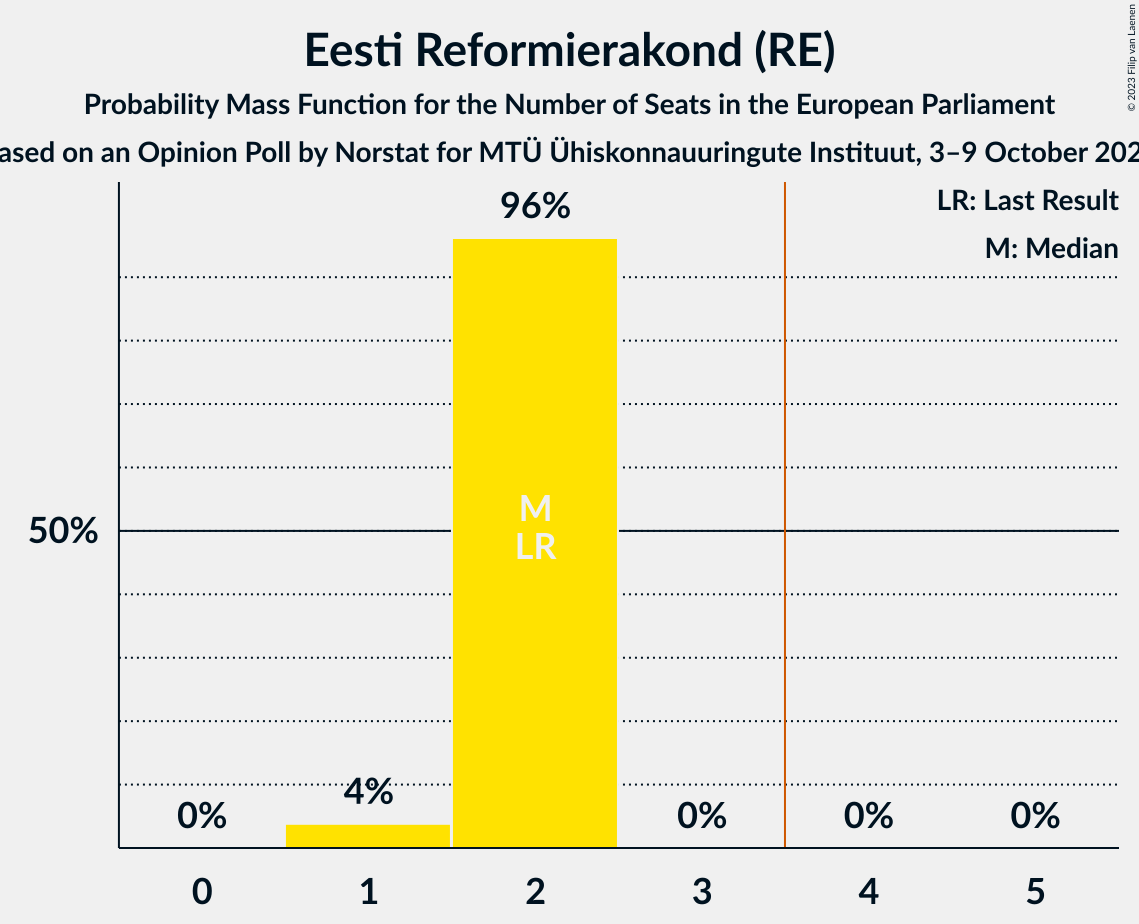 Eesti Reformierakond (RE)
Probability Mass Function for the Number of Seats in the European Parliament
ased on an Opinion Poll by Norstat for MTÜ Ühiskonnauuringute Instituut, 3–9 October 202
© 2023 Filip van Laenen
LR: Last Result
M: Median
96%
50%
M
LR
0%
4%
0%
0%
0%
0
1
2
3
4
5